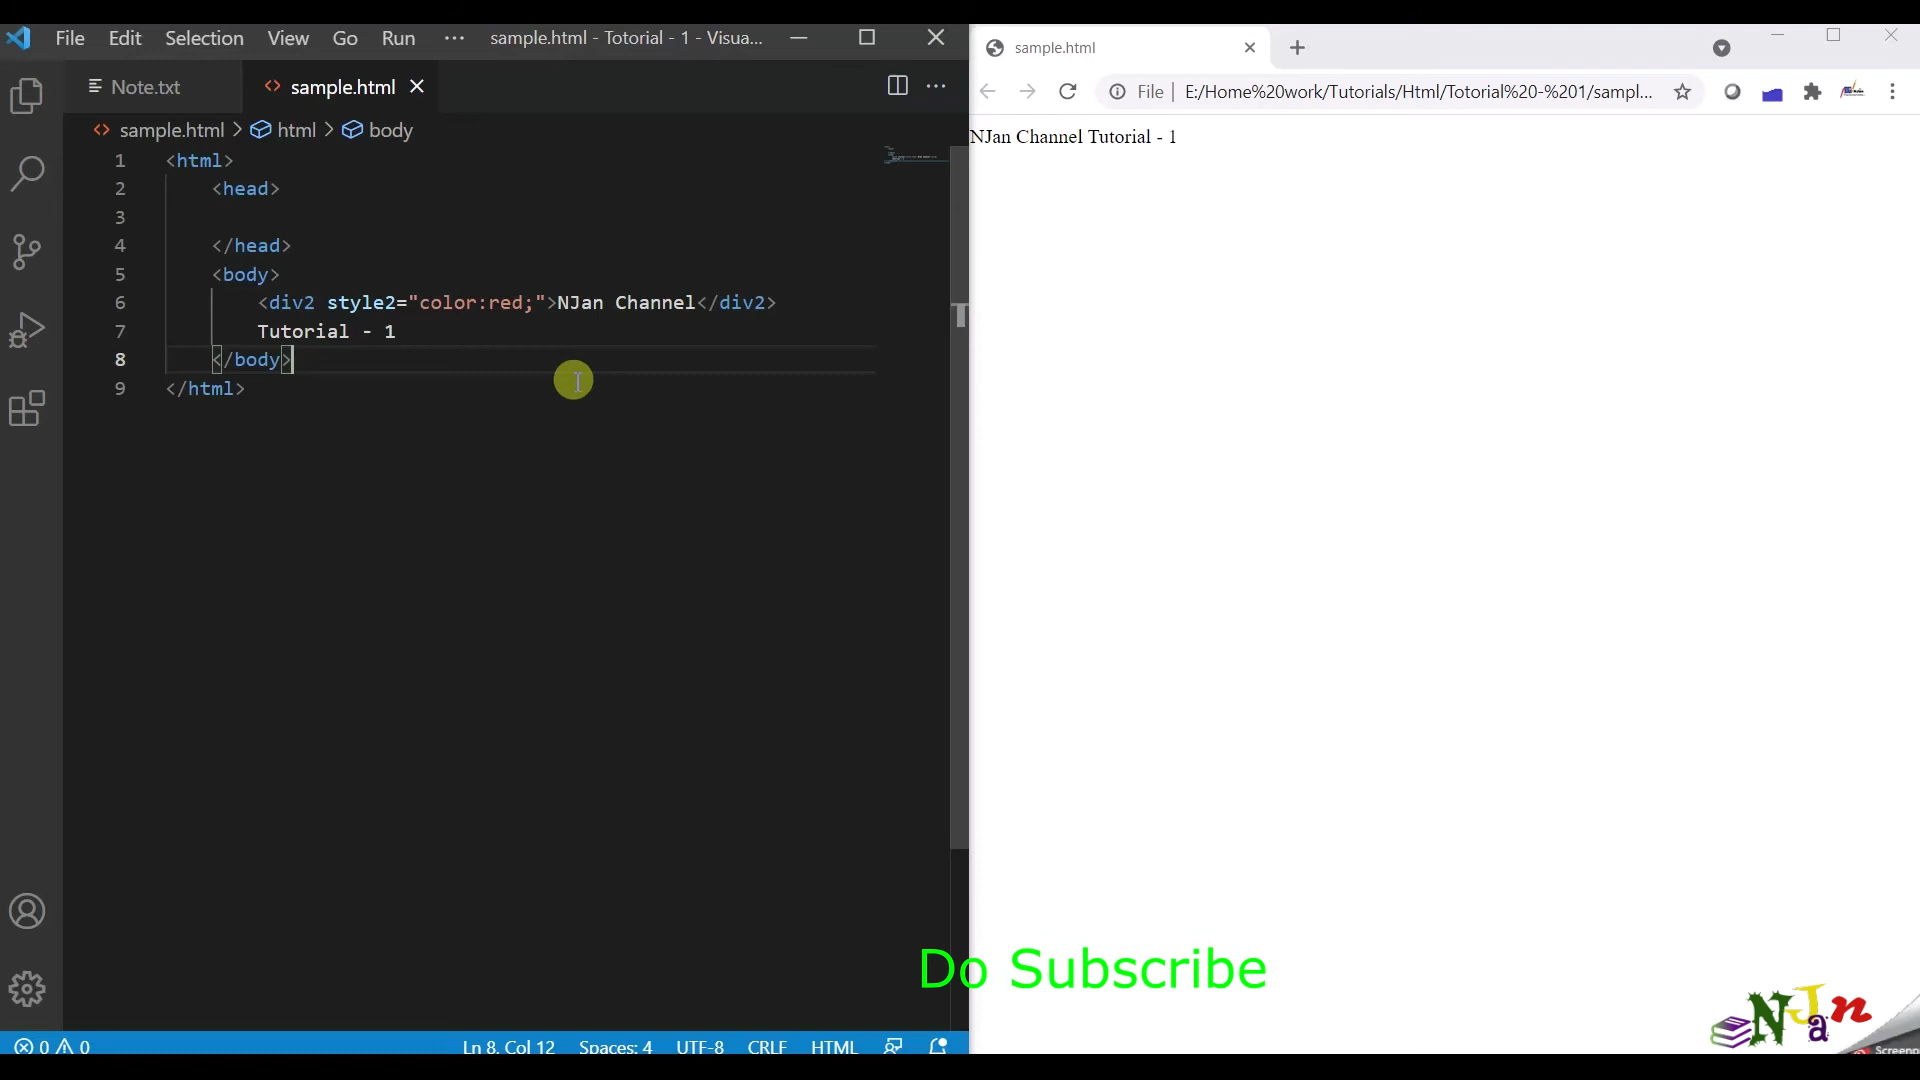 File Edit Selection View Go Run ··· sample.html - Totorial - 1 - Visua...
Note.txt sample.html
sample.html > html > body
1 <html>
2 <head>
3
4 </head>
5 <body>
6 <div2 style2="color:red;">NJan Channel</div2>
7 Tutorial - 1
8 </body>
9 </html>
0 0 Ln 8, Col 12 Spaces: 4 UTF-8 CRLF HTML
sample.html
File | E:/Home%20work/Tutorials/Html/Totorial%20-%201/sampl...
NJan Channel Tutorial - 1
Do Subscribe
NJan
Screenp